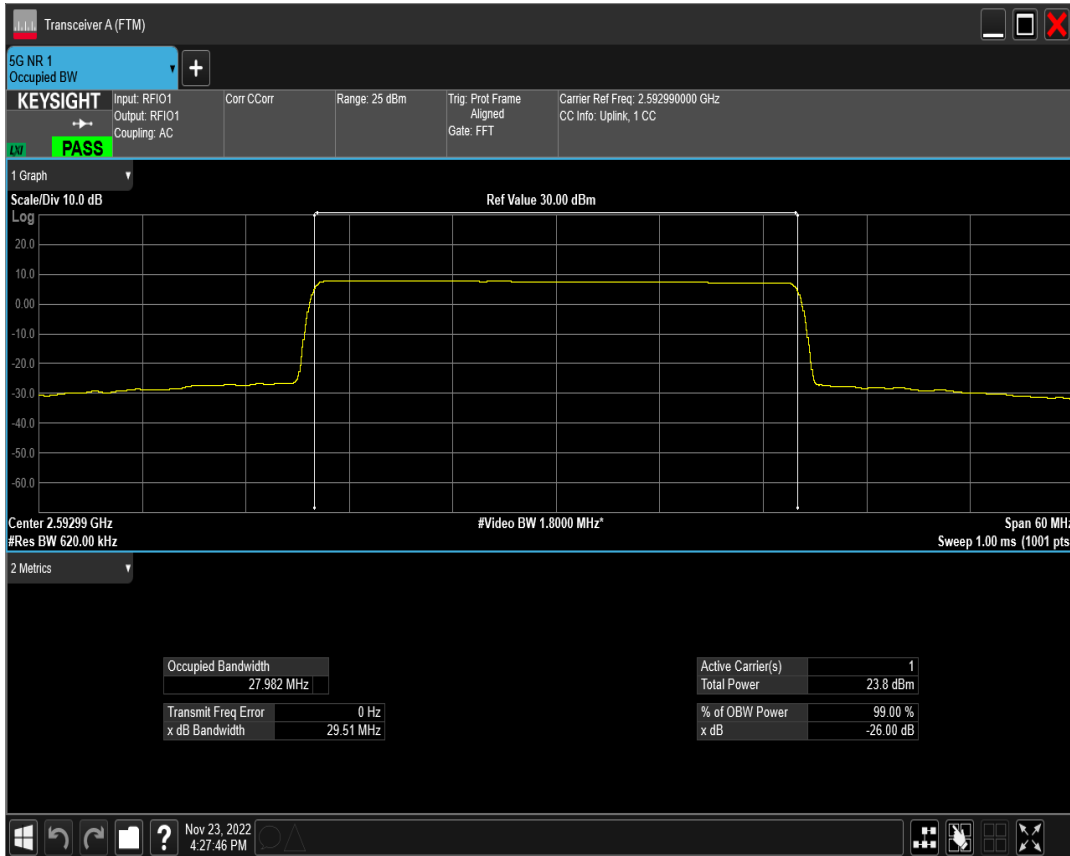 Transceiver A (FTM)
5G NR 1
Occupied BW
+
KEYSIGHT
LXI
PASS
Input: RFIO1
Output: RFIO1
Coupling: AC
Corr CCorr
Range: 25 dBm
Trig: Prot Frame
Aligned
Gate: FFT
Carrier Ref Freq: 2.592990000 GHz
CC Info: Uplink, 1 CC
1 Graph
Scale/Div 10.0 dB
Ref Value 30.00 dBm
Log
20.0
10.0
0.00
-10.0
-20.0
-30.0
-40.0
-50.0
-60.0
Center 2.59299 GHz
#Video BW 1.8000 MHz*
Span 60 MHz
#Res BW 620.00 kHz
Sweep 1.00 ms (1001 pts
2 Metrics
Occupied Bandwidth
27.982 MHz
Transmit Freq Error 0 Hz
x dB Bandwidth 29.51 MHz
Active Carrier(s) 1
Total Power 23.8 dBm
% of OBW Power 99.00 %
x dB -26.00 dB
?
Nov 23, 2022
4:27:46 PM